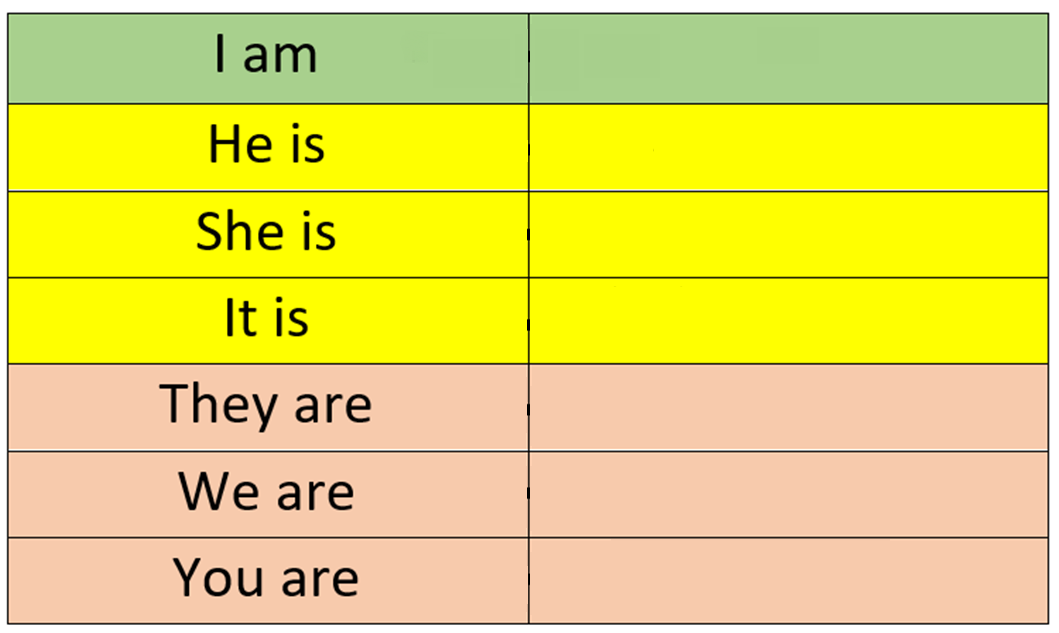 I am
He is
She is
It is
They are
We are
You are